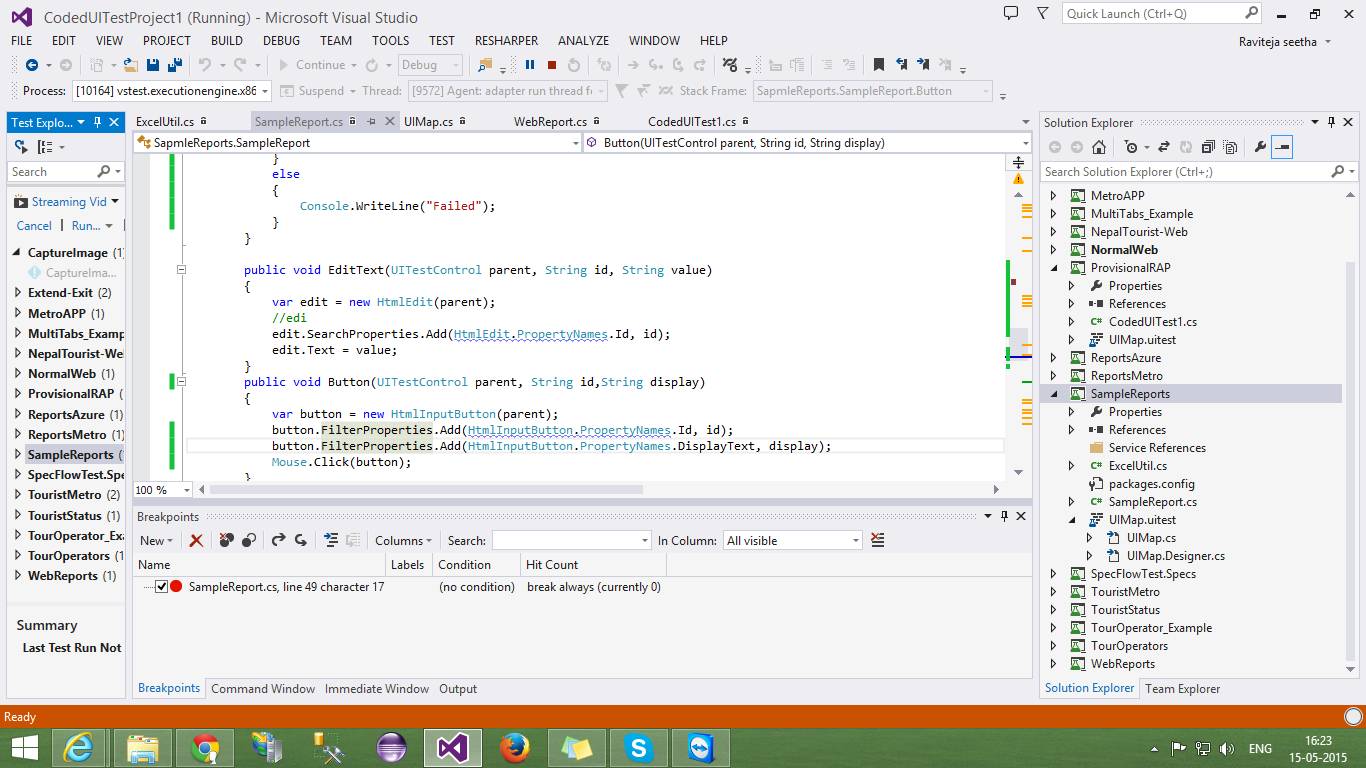 CodedUITestProject1 (Running) - Microsoft Visual Studio
Quick Launch (Ctrl+Q)
FILE EDIT VIEW PROJECT BUILD DEBUG TEAM TOOLS TEST RESHARPER ANALYZE WINDOW HELP
Raviteja seetha
Continue Debug
Process: [10164] vstest.executionengine.x86 Suspend Thread: [9572] Agent: adapter run thread fo Stack Frame: SapmleReports.SampleReport.Button
Test Explo...
Search
Streaming Vid
Cancel Run...
CaptureImage (1)
CaptureIma...
Extend-Exit (2)
MetroAPP (1)
MultiTabs_Examp
NepalTourist-We
NormalWeb (1)
ProvisionalRAP (
ReportsAzure (1)
ReportsMetro (1)
SampleReports (
SpecFlowTest.Spe
TouristMetro (2)
TouristStatus (1)
TourOperator_Exa
TourOperators (1
WebReports (1)
Summary
Last Test Run Not
ExcelUtil.cs SampleReport.cs UIMap.cs WebReport.cs CodedUITest1.cs
SapmleReports.SampleReport Button(UITestControl parent, String id, String display)
}
else
{
Console.WriteLine("Failed");
}
}
public void EditText(UITestControl parent, String id, String value)
{
var edit = new HtmlEdit(parent);
//edi
edit.SearchProperties.Add(HtmlEdit.PropertyNames.Id, id);
edit.Text = value;
}
public void Button(UITestControl parent, String id,String display)
{
var button = new HtmlInputButton(parent);
button.FilterProperties.Add(HtmlInputButton.PropertyNames.Id, id);
button.FilterProperties.Add(HtmlInputButton.PropertyNames.DisplayText, display);
Mouse.Click(button);
}
100 %
Breakpoints
New Columns Search: In Column: All visible
Name Labels Condition Hit Count
SampleReport.cs, line 49 character 17 (no condition) break always (currently 0)
Breakpoints Command Window Immediate Window Output
Solution Explorer
Search Solution Explorer (Ctrl+;)
MetroAPP
MultiTabs_Example
NepalTourist-Web
NormalWeb
ProvisionalRAP
Properties
References
CodedUITest1.cs
UIMap.uitest
ReportsAzure
ReportsMetro
SampleReports
Properties
References
Service References
ExcelUtil.cs
packages.config
SampleReport.cs
UIMap.uitest
UIMap.cs
UIMap.Designer.cs
SpecFlowTest.Specs
TouristMetro
TouristStatus
TourOperator_Example
TourOperators
WebReports
Solution Explorer Team Explorer
Ready
ENG
16:23
15-05-2015